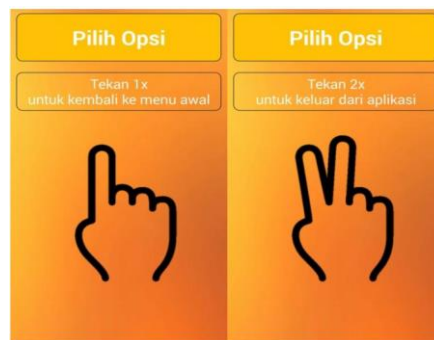 Pilih Opsi
Tekan 1x
untuk kembali ke menu awal
Pilih Opsi
Tekan 2x
untuk keluar dari aplikasi